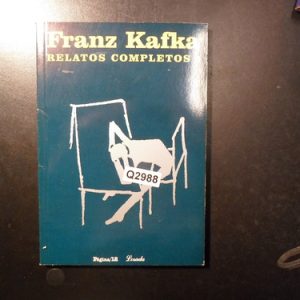 Franz Kafka
RELATOS COMPLETOS
Q2988
Página/12 Losada